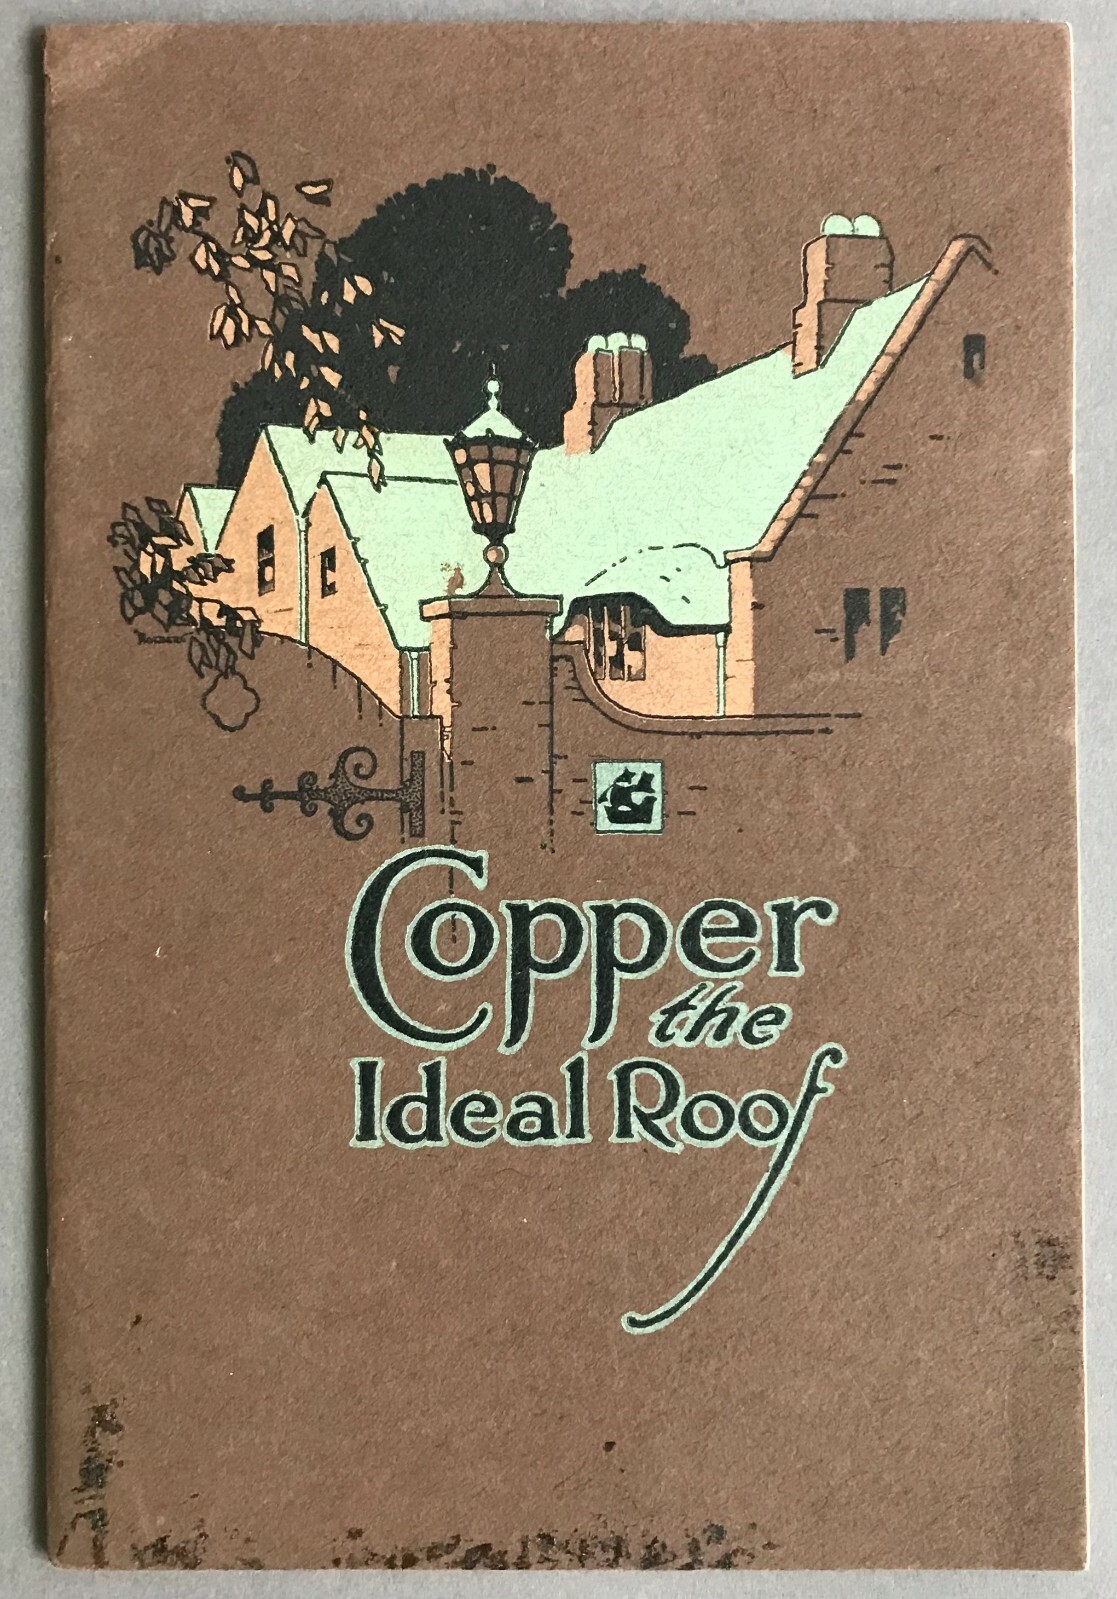 Copper
the
Ideal Roof